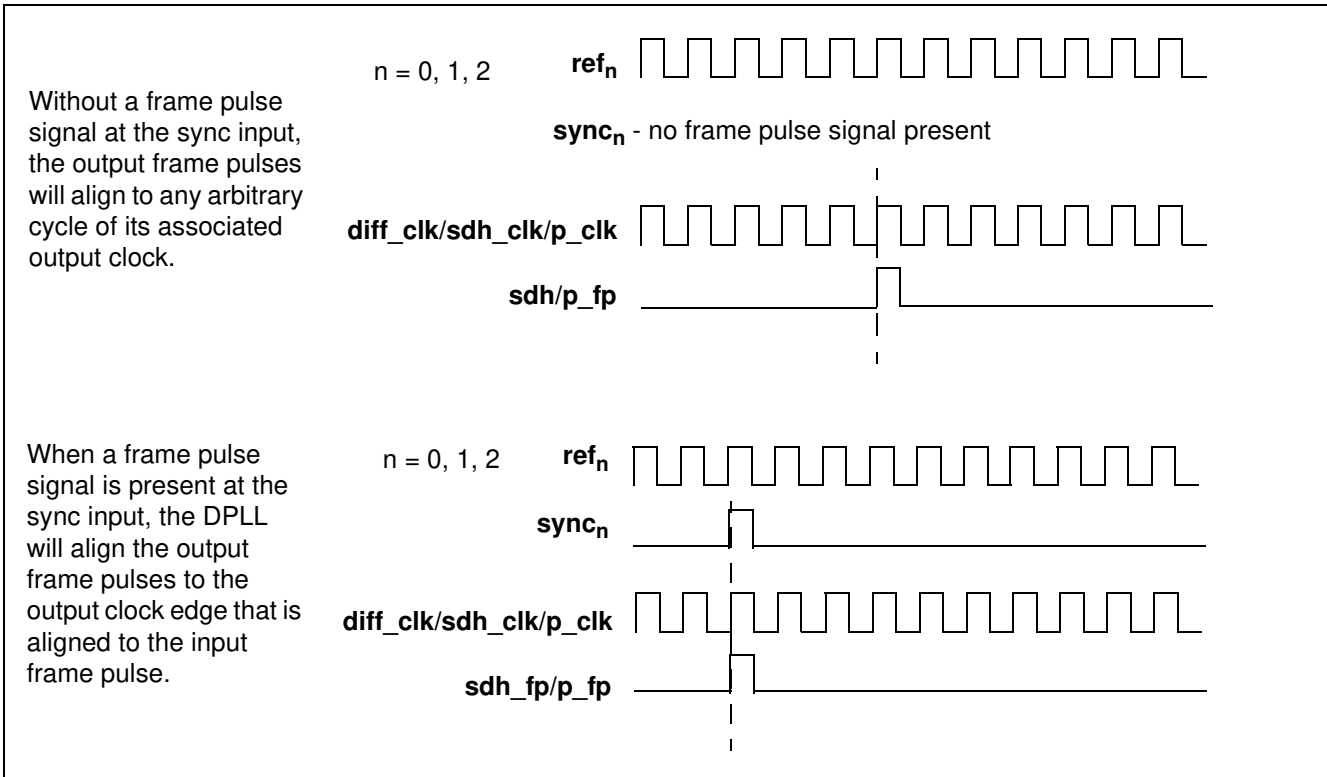 n = 0, 1, 2 refn
Without a frame pulse
signal at the sync input,
the output frame pulses
will align to any arbitrary
cycle of its associated
output clock.
syncn - no frame pulse signal present
diff_clk/sdh_clk/p_clk
sdh/p_fp
When a frame pulse
signal is present at the
sync input, the DPLL
will align the output
frame pulses to the
output clock edge that is
aligned to the input
frame pulse.
n = 0, 1, 2 refn
syncn
diff_clk/sdh_clk/p_clk
sdh_fp/p_fp